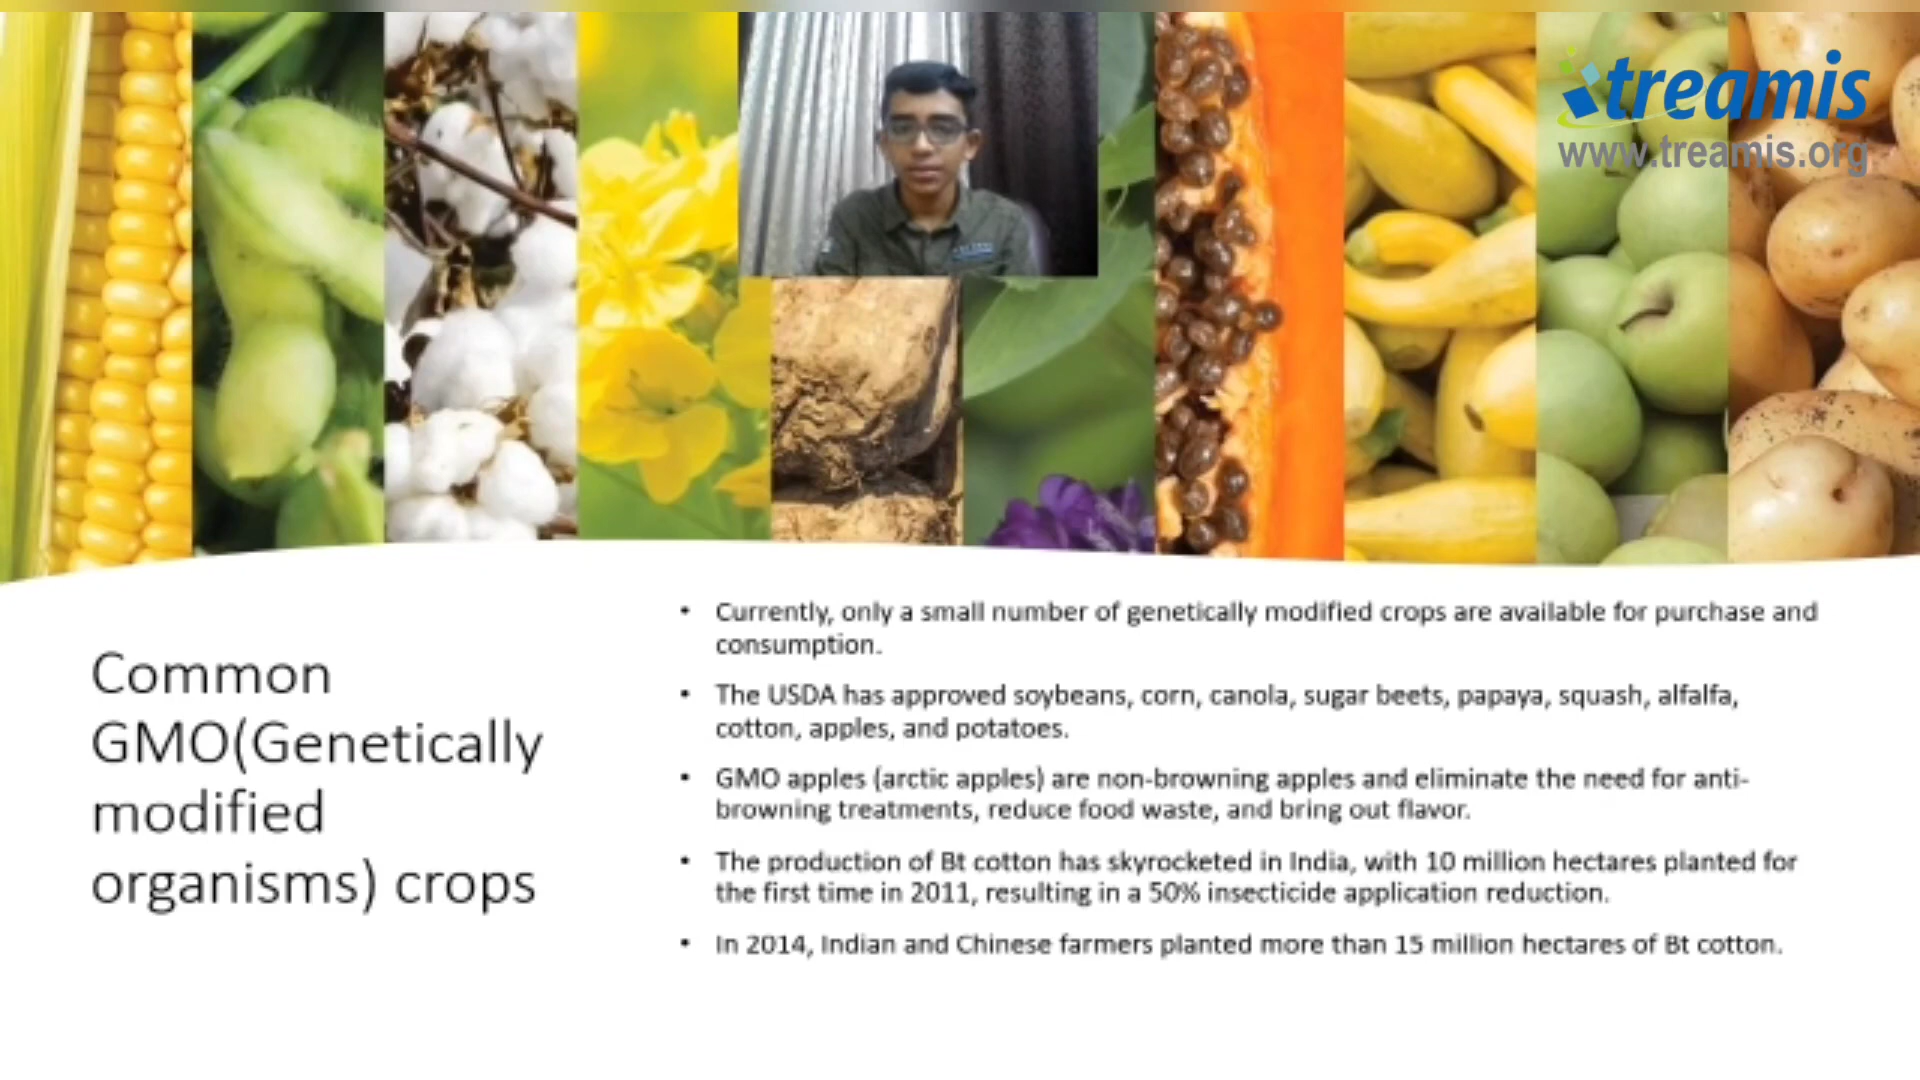 treamis
www.treamis.org
Common
GMO(Genetically
modified
organisms) crops
• Currently, only a small number of genetically modified crops are available for purchase and
consumption.
• The USDA has approved soybeans, corn, canola, sugar beets, papaya, squash, alfalfa,
cotton, apples, and potatoes.
• GMO apples (arctic apples) are non-browning apples and eliminate the need for anti-
browning treatments, reduce food waste, and bring out flavor.
• The production of Bt cotton has skyrocketed in India, with 10 million hectares planted for
the first time in 2011, resulting in a 50% insecticide application reduction.
• In 2014, Indian and Chinese farmers planted more than 15 million hectares of Bt cotton.